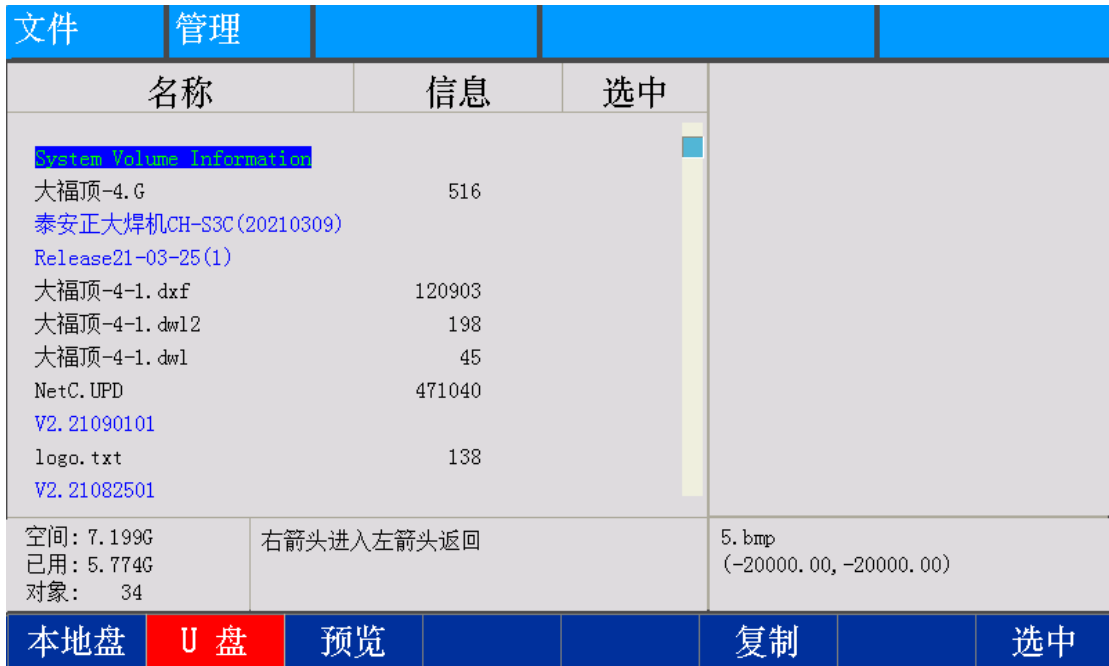 文件 管理
名称 信息 选中
System Volume Information
大福顶-4.G 516
泰安正大焊机CH-S3C(20210309)
Release21-03-25(1)
大福顶-4-1.dxf 120903
大福顶-4-1.dwl2 198
大福顶-4-1.dwl 45
NetC.UPD 471040
V2.21090101
logo.txt 138
V2.21082501
空间: 7.199G
已用: 5.774G
对象: 34
右箭头进入左箭头返回
5.bmp
(-20000.00,-20000.00)
本地盘 U 盘 预览 复制 选中